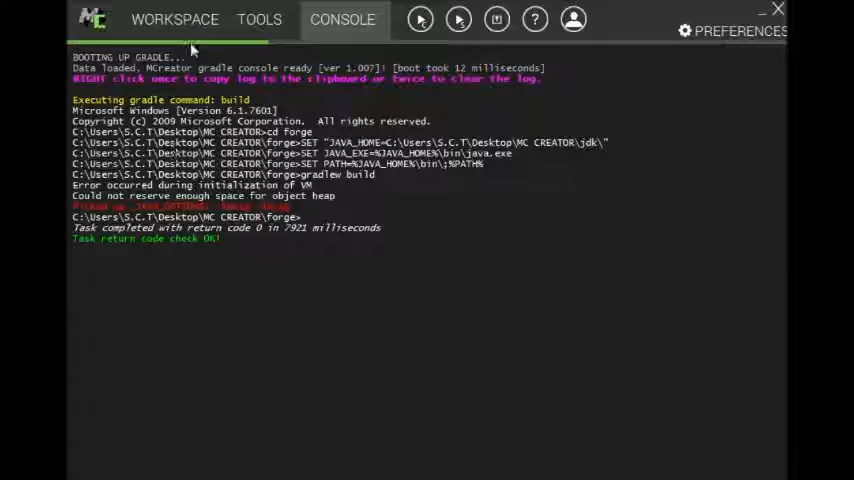 WORKSPACE TOOLS CONSOLE ?
PREFERENCES
BOOTING UP GRADLE...
Data loaded, MCreator gradle console ready [ver 1.007]! [boot took 12 milliseconds]
RIGHT click once to copy log to the clipboard or twice to clear the log.
Executing gradle command: build
Microsoft Windows [Version 6.1.7601]
Copyright (c) 2009 Microsoft Corporation. All rights reserved.
C:\Users\S.C.T\Desktop\MC CREATOR>cd forge
C:\Users\S.C.T\Desktop\MC CREATOR\forge>SET "JAVA_HOME=C:\Users\S.C.T\Desktop\MC CREATOR\jdk\"
C:\Users\S.C.T\Desktop\MC CREATOR\forge>SET JAVA_EXE=%JAVA_HOME%\bin\java.exe
C:\Users\S.C.T\Desktop\MC CREATOR\forge>SET PATH=%JAVA_HOME%\bin\;%PATH%
C:\Users\S.C.T\Desktop\MC CREATOR\forge>gradlew build
Error occurred during initialization of VM
Could not reserve enough space for object heap
Picked up _JAVA_OPTIONS:
C:\Users\S.C.T\Desktop\MC CREATOR\forge>
Task completed with return code 0 in 7921 milliseconds
Task return code check OK!